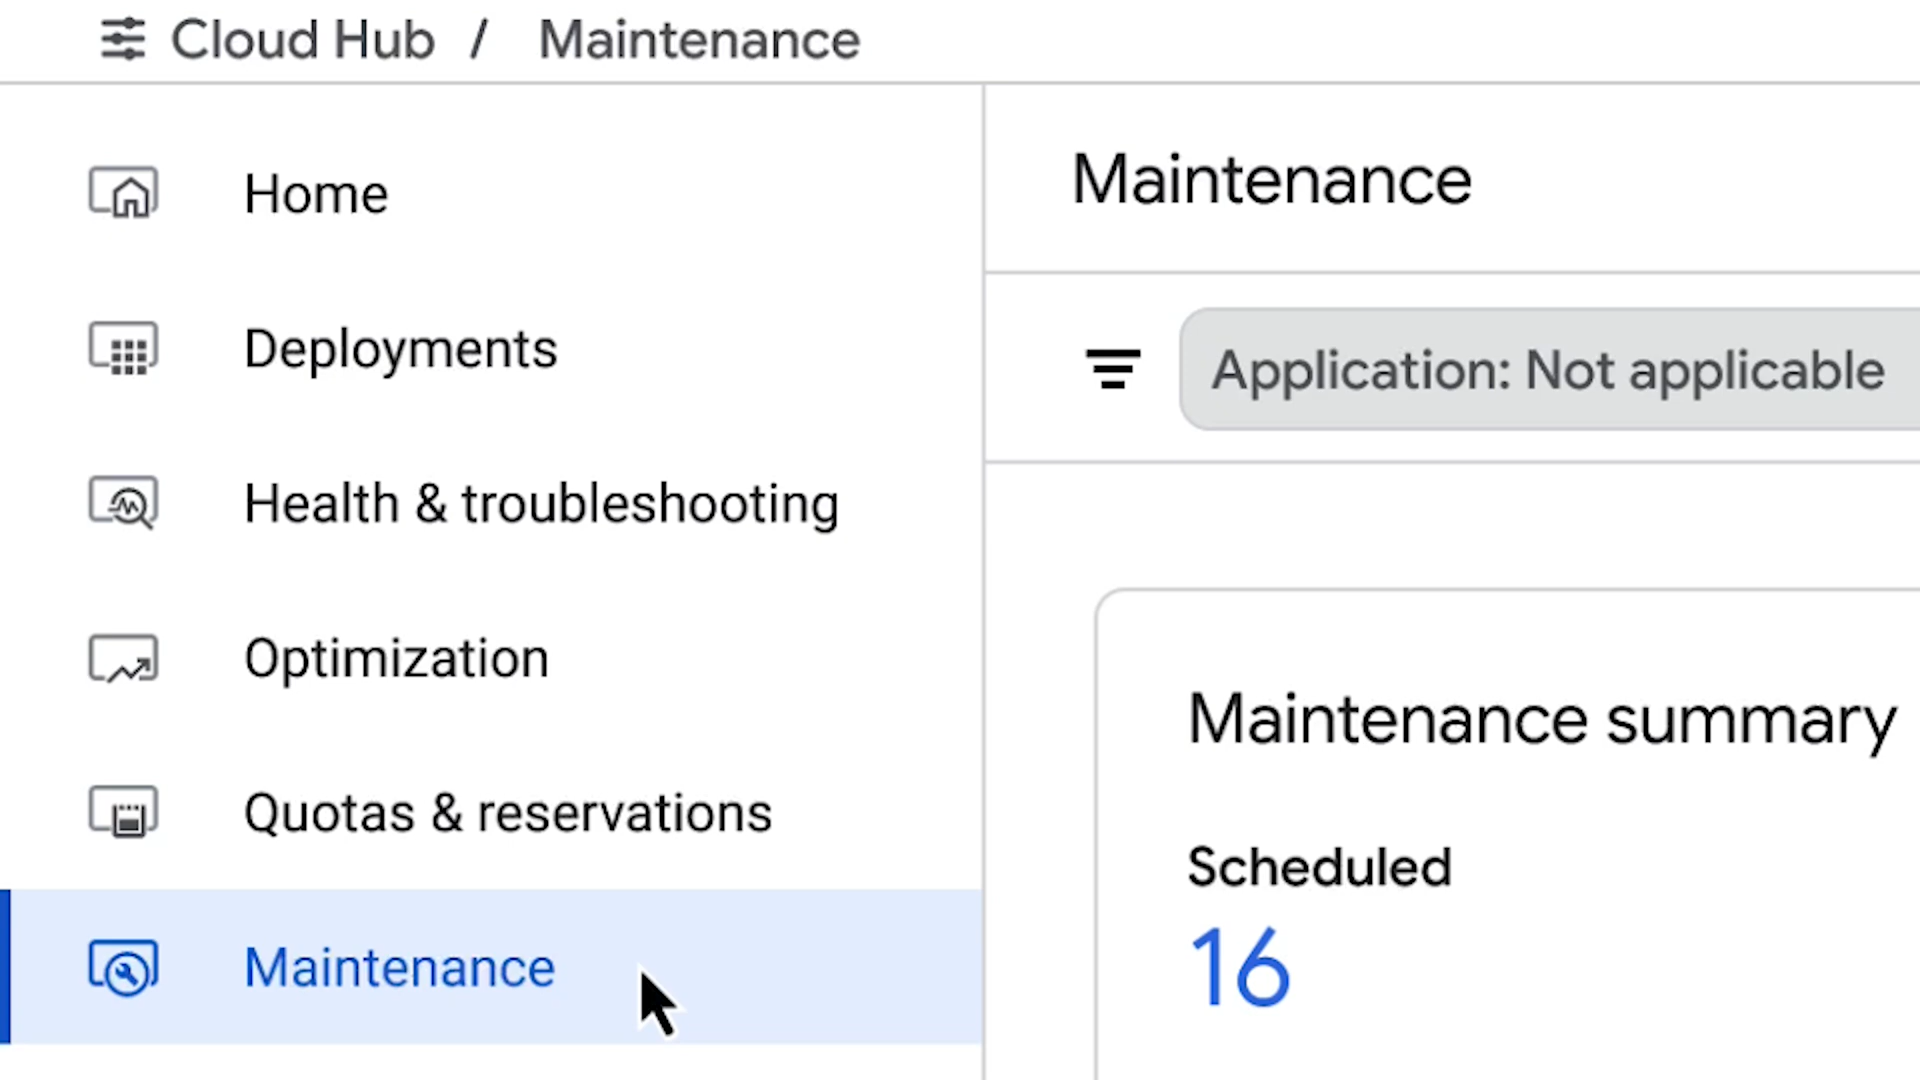 Cloud Hub / Maintenance
Home
Deployments
Health & troubleshooting
Optimization
Quotas & reservations
Maintenance
Maintenance
Application: Not applicable
Maintenance summary
Scheduled
16